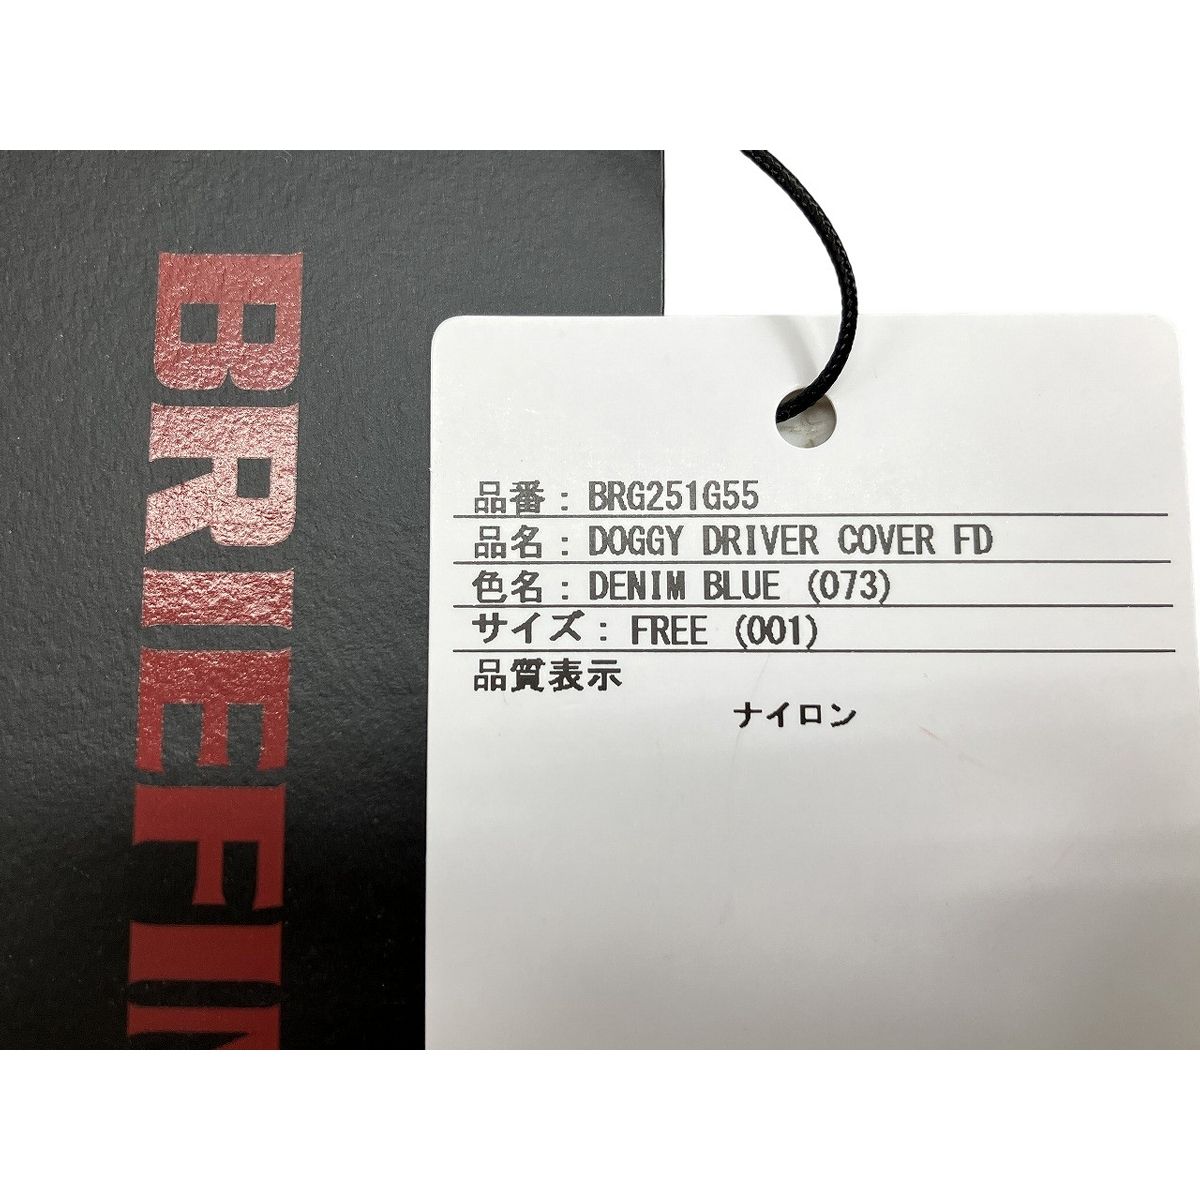 BRIEFIN
品番：BRG251G55
品名：DOGGY DRIVER COVER FD
色名：DENIM BLUE (073)
サイズ：FREE (001)
品質表示
ナイロン